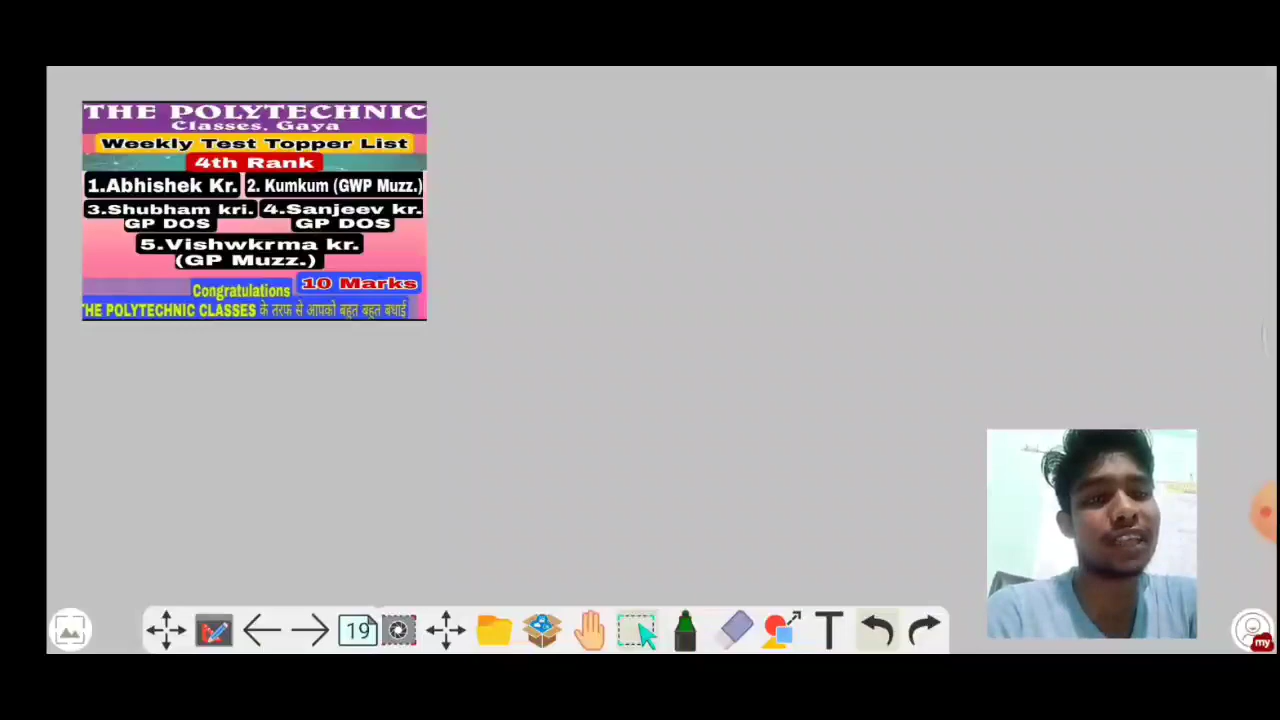 THE POLYTECHNIC
Classes, Gaya
Weekly Test Topper List
4th Rank
1.Abhishek Kr. 2. Kumkum (GWP Muzz.)
3.Shubham kri. 4.Sanjeev kr.
GP DOS GP DOS
5.Vishwkrma kr.
(GP Muzz.)
Congratulations 10 Marks
THE POLYTECHNIC CLASSES के तरफ से आपको बहुत बहुत बधाई
19 T
my